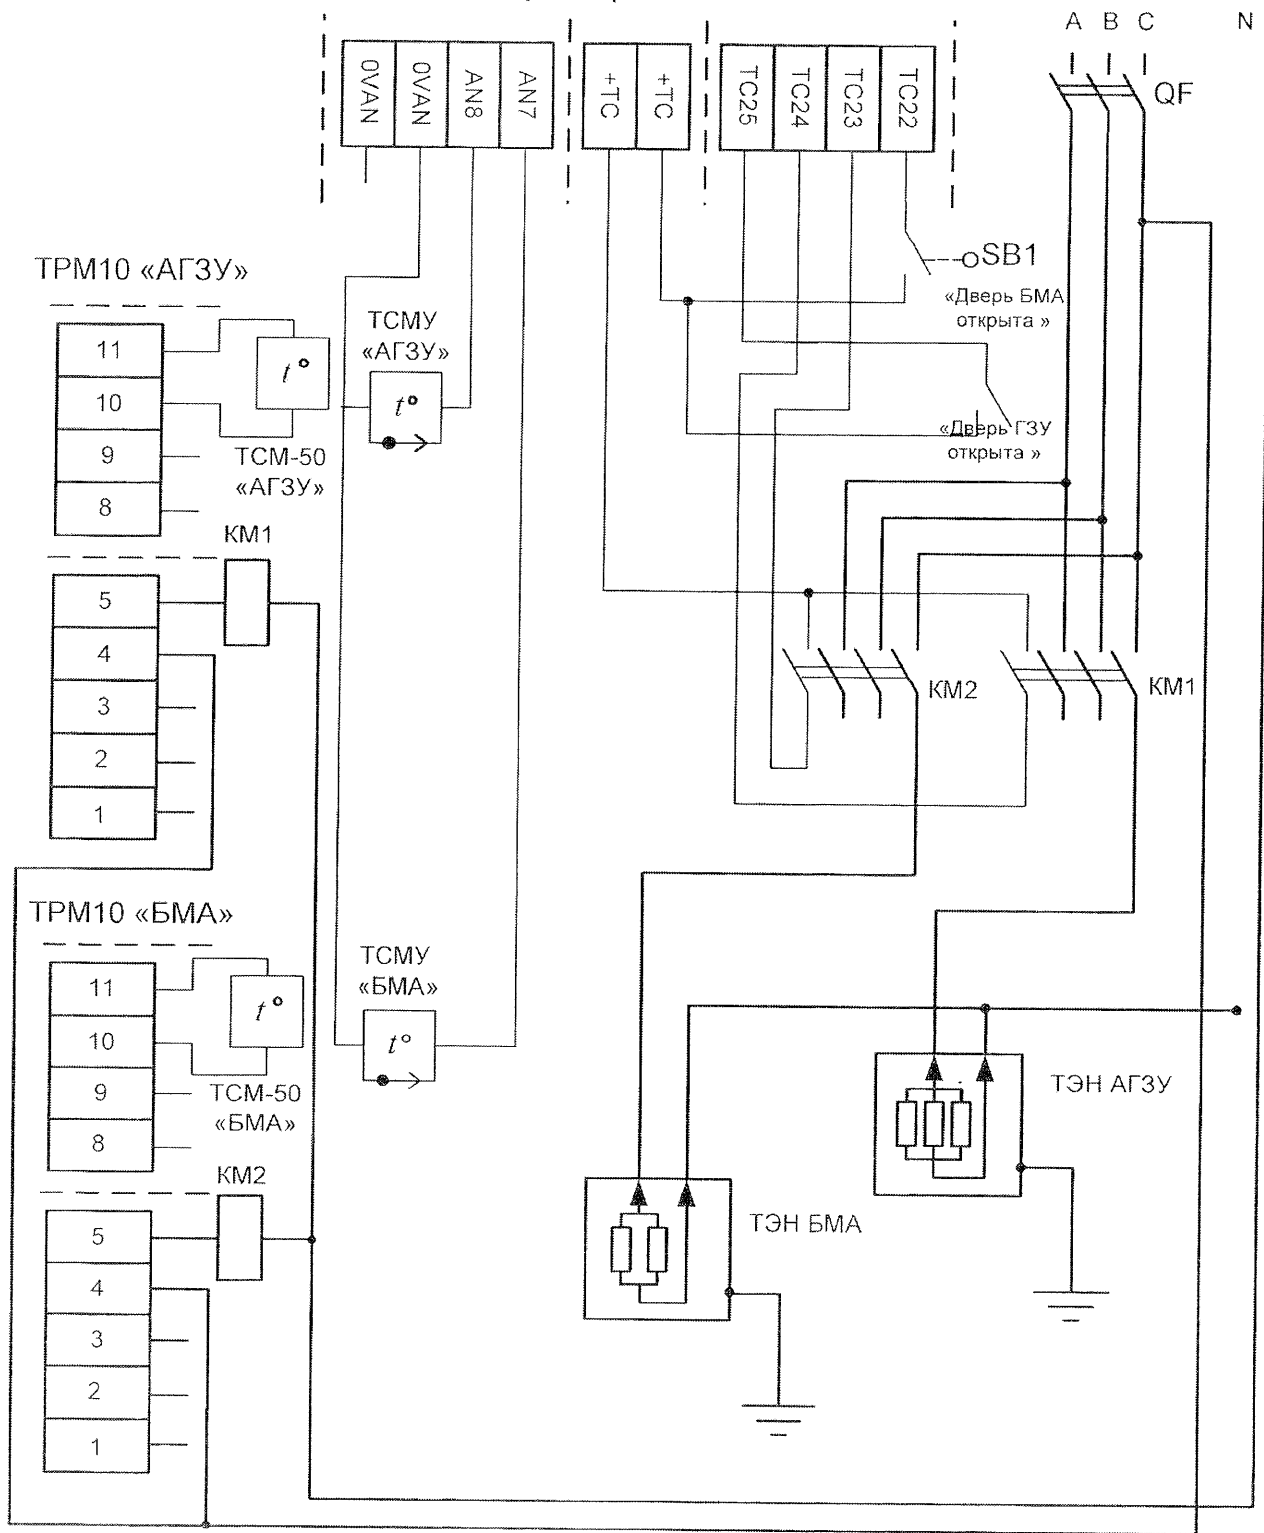 A B C N
QF
0VAN
0VAN
AN8
AN7
+TC
+TC
TC25
TC24
TC23
TC22
SB1
«Дверь БМА
открыта »
ТРМ10 «АГЗУ»
11
10
9
8
t°
ТСМ-50
«АГЗУ»
ТСМУ
«АГЗУ»
t°
«Дверь ГЗУ
открыта »
КМ1
5
4
3
2
1
КМ2
КМ1
ТРМ10 «БМА»
11
10
9
8
t°
ТСМ-50
«БМА»
ТСМУ
«БМА»
t°
ТЭН АГЗУ
КМ2
5
4
3
2
1
ТЭН БМА